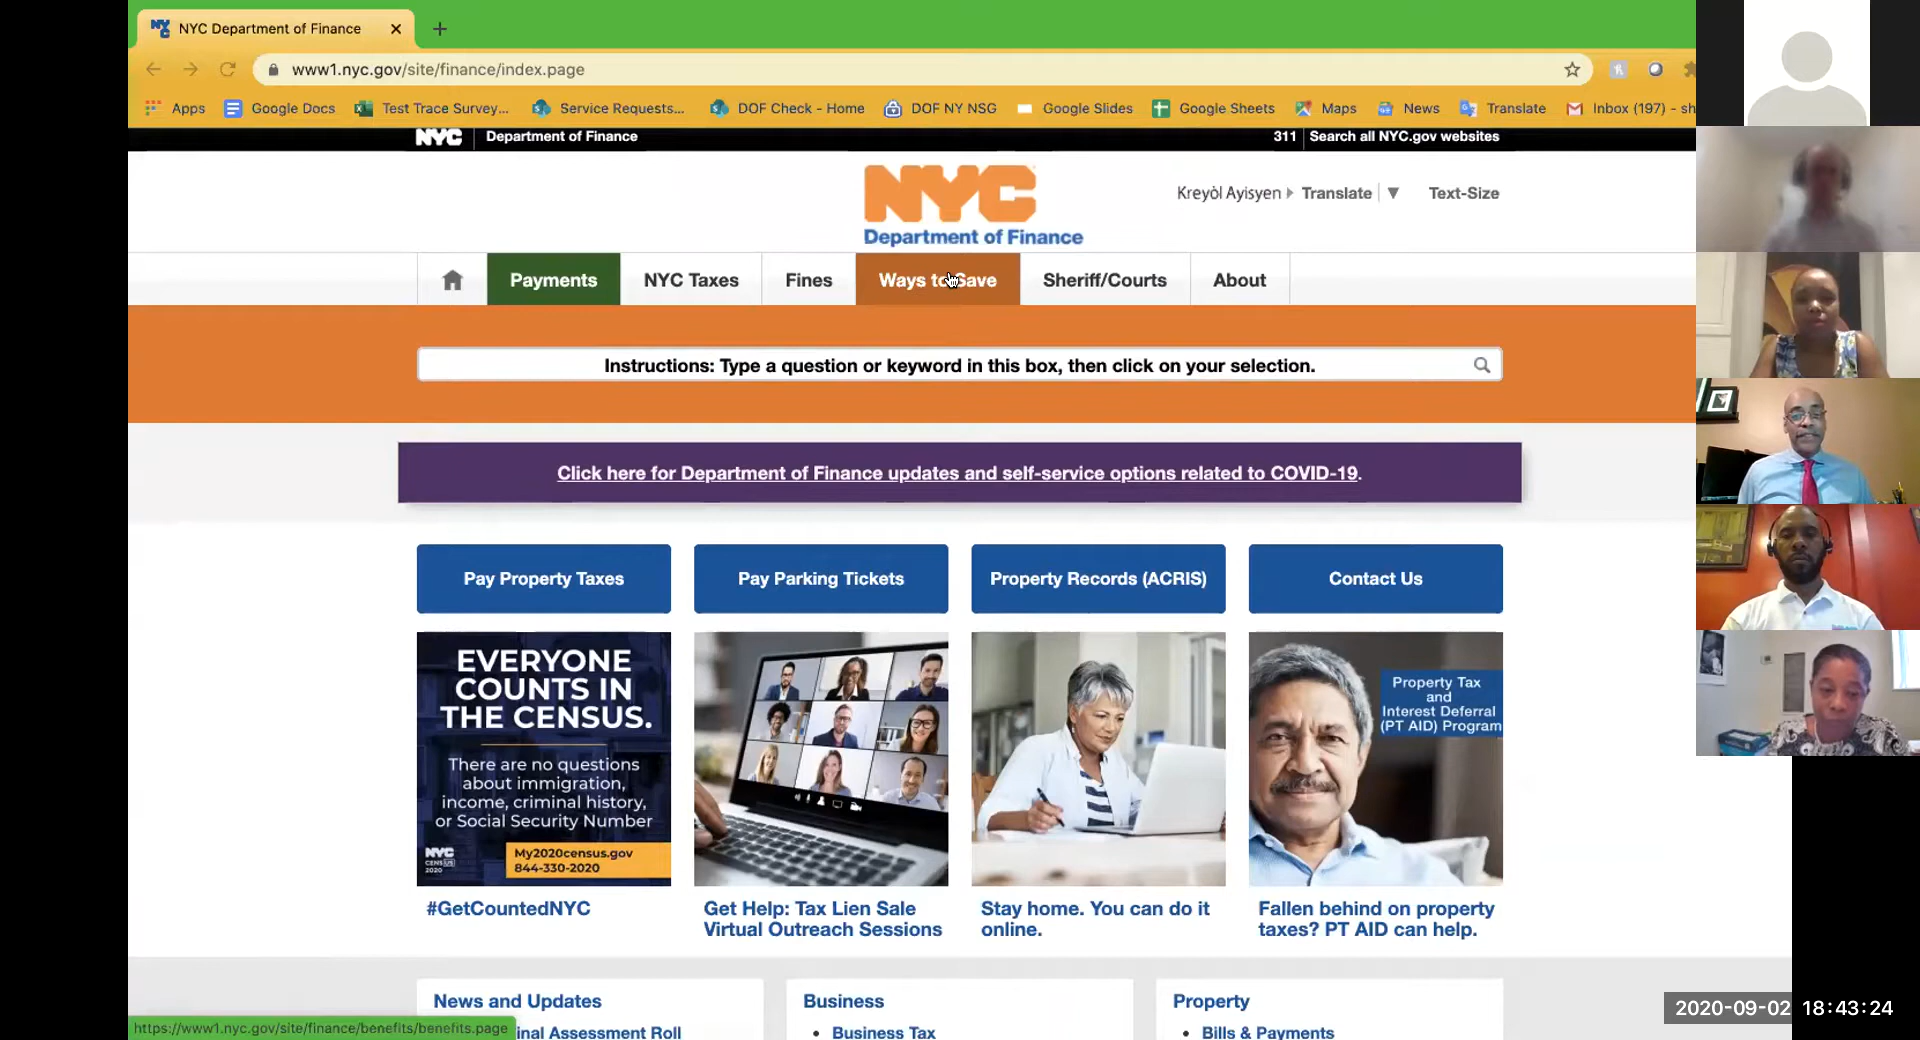 NYC Department of Finance
www1.nyc.gov/site/finance/index.page
Apps Google Docs Test Trace Survey... Service Requests... DOF Check - Home DOF NY NSG Google Slides Google Sheets Maps News Translate Inbox (197) - sh
NYC Department of Finance 311 Search all NYC.gov websites
NYC
Department of Finance
Kreyòl Ayisyen Translate ▼ Text-Size
Payments NYC Taxes Fines Ways to Save Sheriff/Courts About
Instructions: Type a question or keyword in this box, then click on your selection.
Click here for Department of Finance updates and self-service options related to COVID-19.
Pay Property Taxes Pay Parking Tickets Property Records (ACRIS) Contact Us
EVERYONE
COUNTS IN
THE CENSUS.
There are no questions
about immigration,
income, criminal history,
or Social Security Number
NYC
CENSUS
2020
My2020census.gov
844-330-2020
Property Tax
and
Interest Deferral
(PT AID) Program
#GetCountedNYC
Get Help: Tax Lien Sale
Virtual Outreach Sessions
Stay home. You can do it
online.
Fallen behind on property
taxes? PT AID can help.
News and Updates
inal Assessment Roll
Business
• Business Tax
Property
• Bills & Payments
https://www1.nyc.gov/site/finance/benefits/benefits.page
2020-09-02 18:43:24